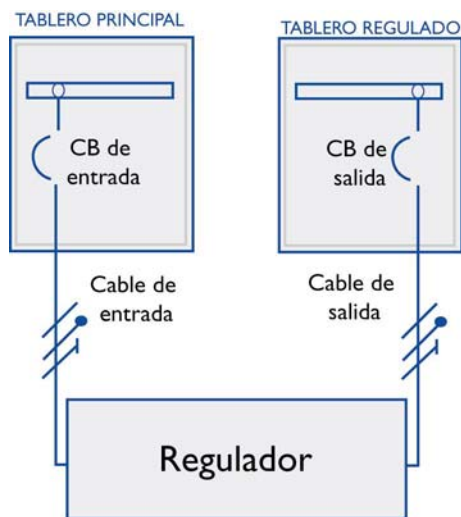 TABLERO PRINCIPAL
TABLERO REGULADO
CB de
entrada
CB de
salida
Cable de
entrada
Cable de
salida
Regulador